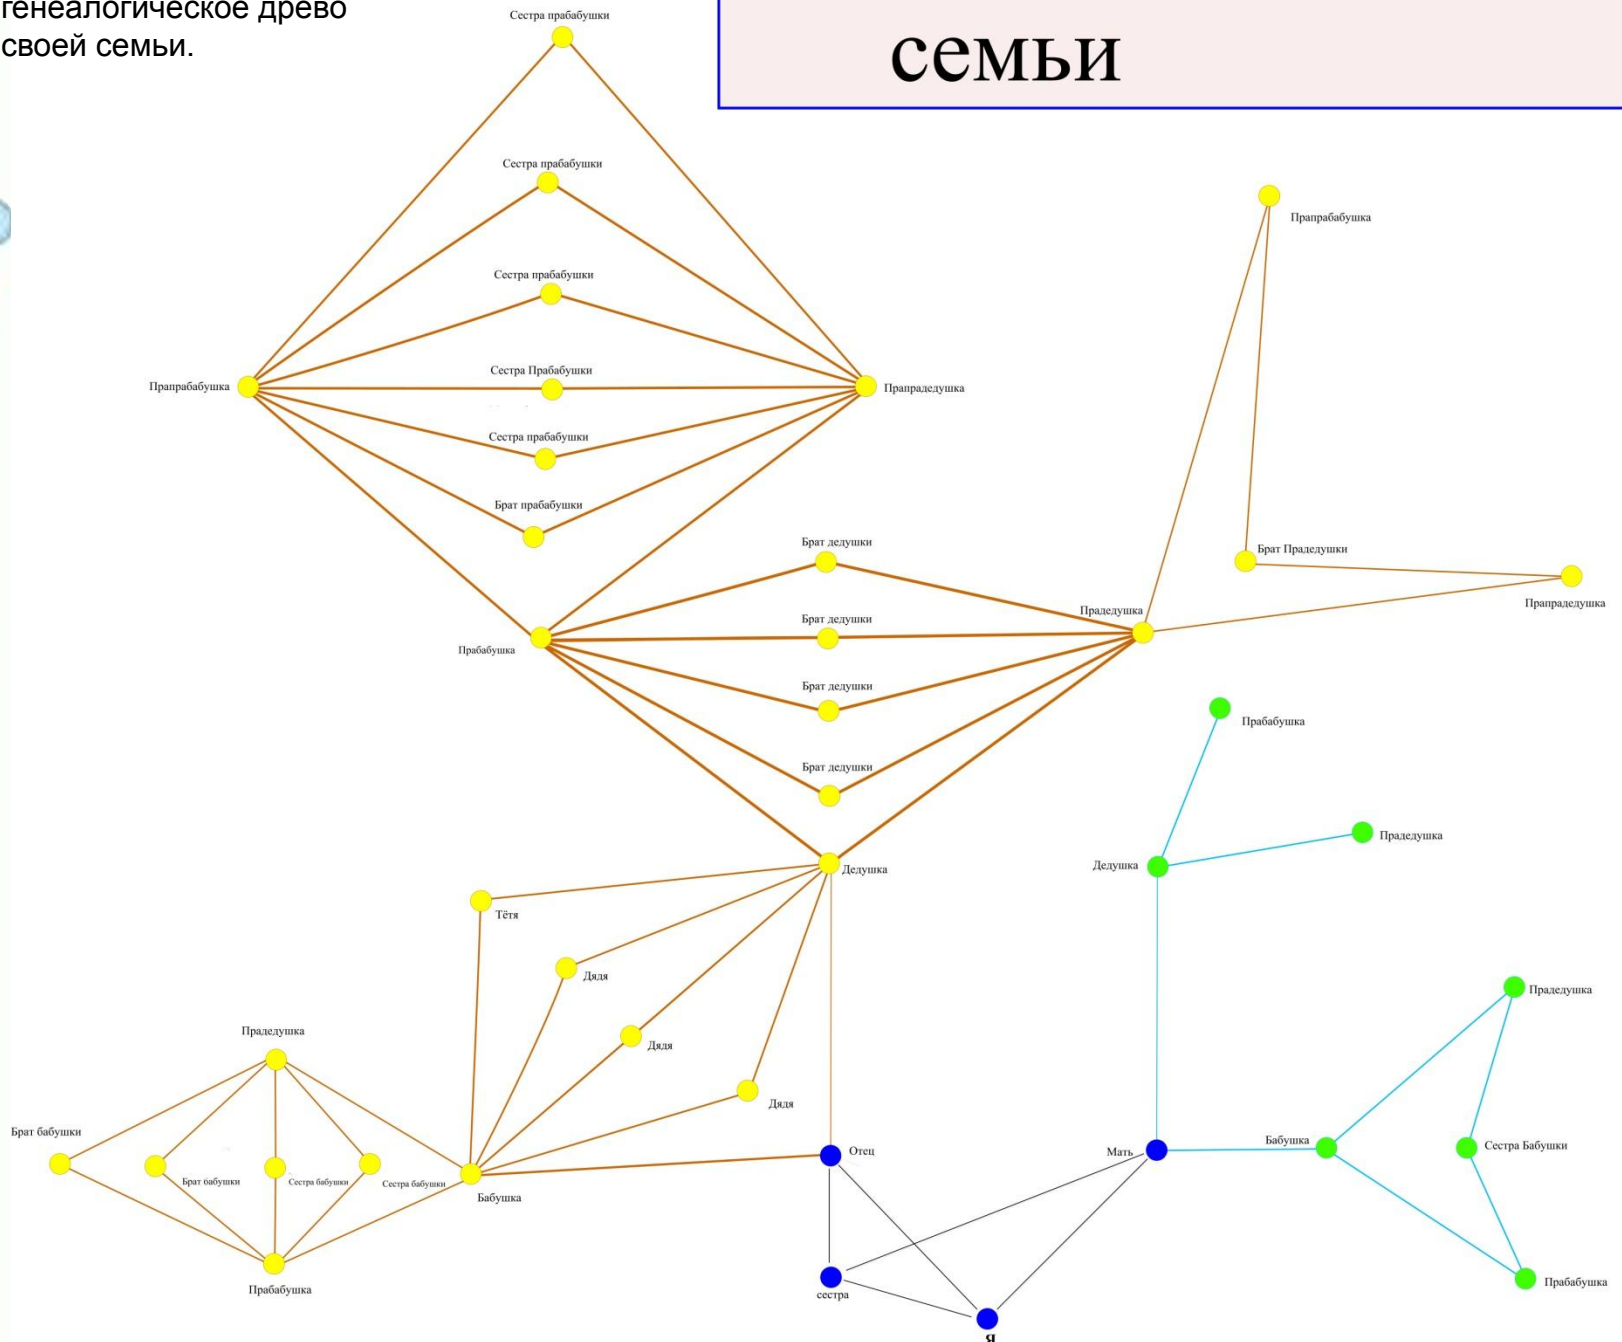 генеалогическое древо
своей семьи.
семьи
Сестра прабабушки
Сестра прабабушки
Прапрабабушка
Сестра прабабушки
Сестра Прабабушки
Прапрабабушка
Прапрадедушка
Сестра прабабушки
Брат прабабушки
Брат дедушки
Брат Прадедушки
Прапрадедушка
Прадедушка
Брат дедушки
Прабабушка
Брат дедушки
Прабабушка
Брат дедушки
Прадедушка
Дедушка
Дедушка
Тётя
Дядя
Прадедушка
Прадедушка
Дядя
Дядя
Брат бабушки
Бабушка
Сестра Бабушки
Отец
Мать
Брат бабушки
Сестра бабушки
Сестра бабушки
Бабушка
Прабабушка
Прабабушка
сестра
Я